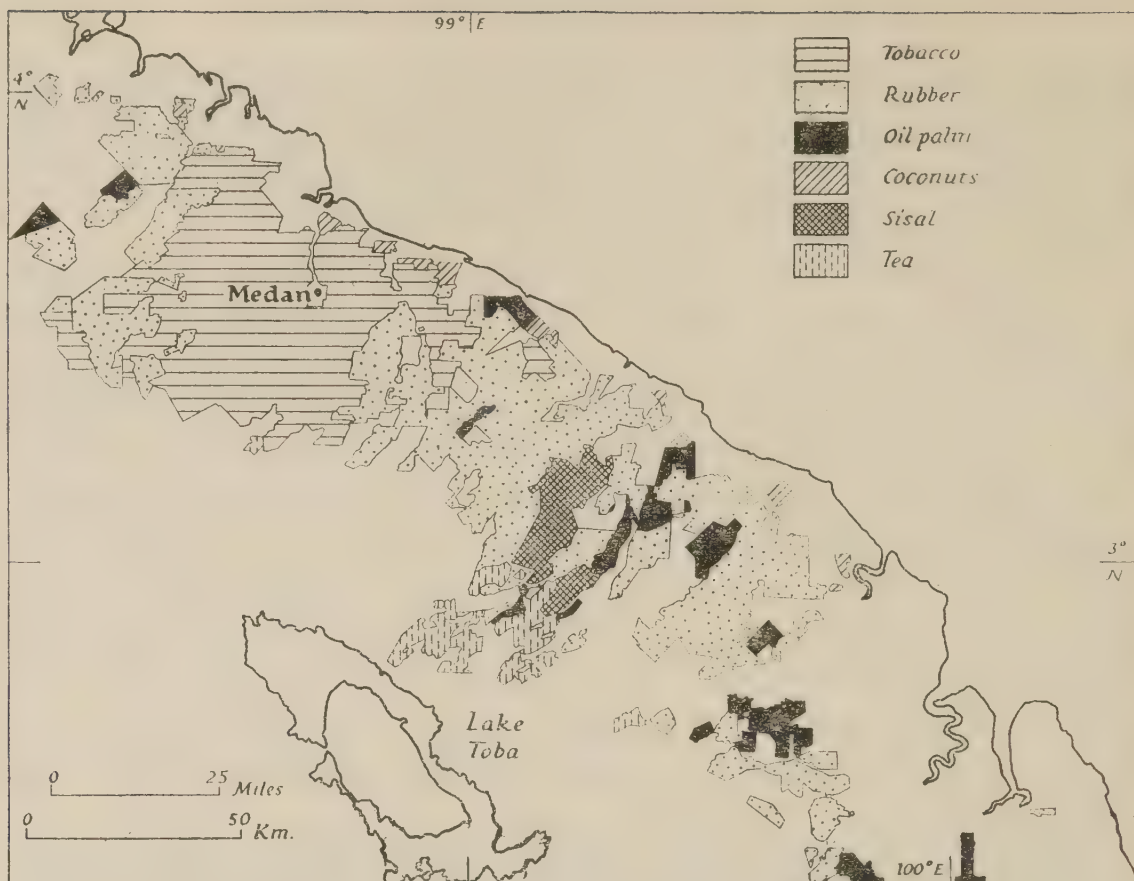 99° E
4°
N
Tobacco
Rubber
Oil palm
Coconuts
Sisal
Tea
Medan
3°
N
Lake
Toba
0 25 Miles
0 50 Km.
100° E